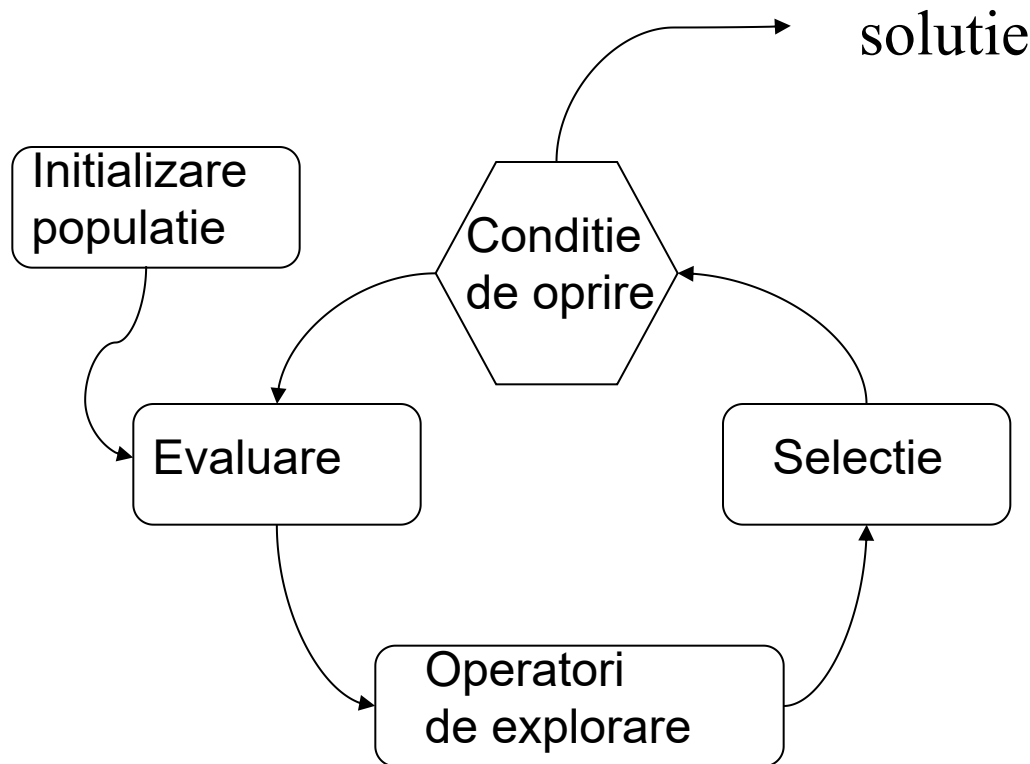 solutie
Initializare
populatie
Conditie
de oprire
Evaluare
Selectie
Operatori
de explorare